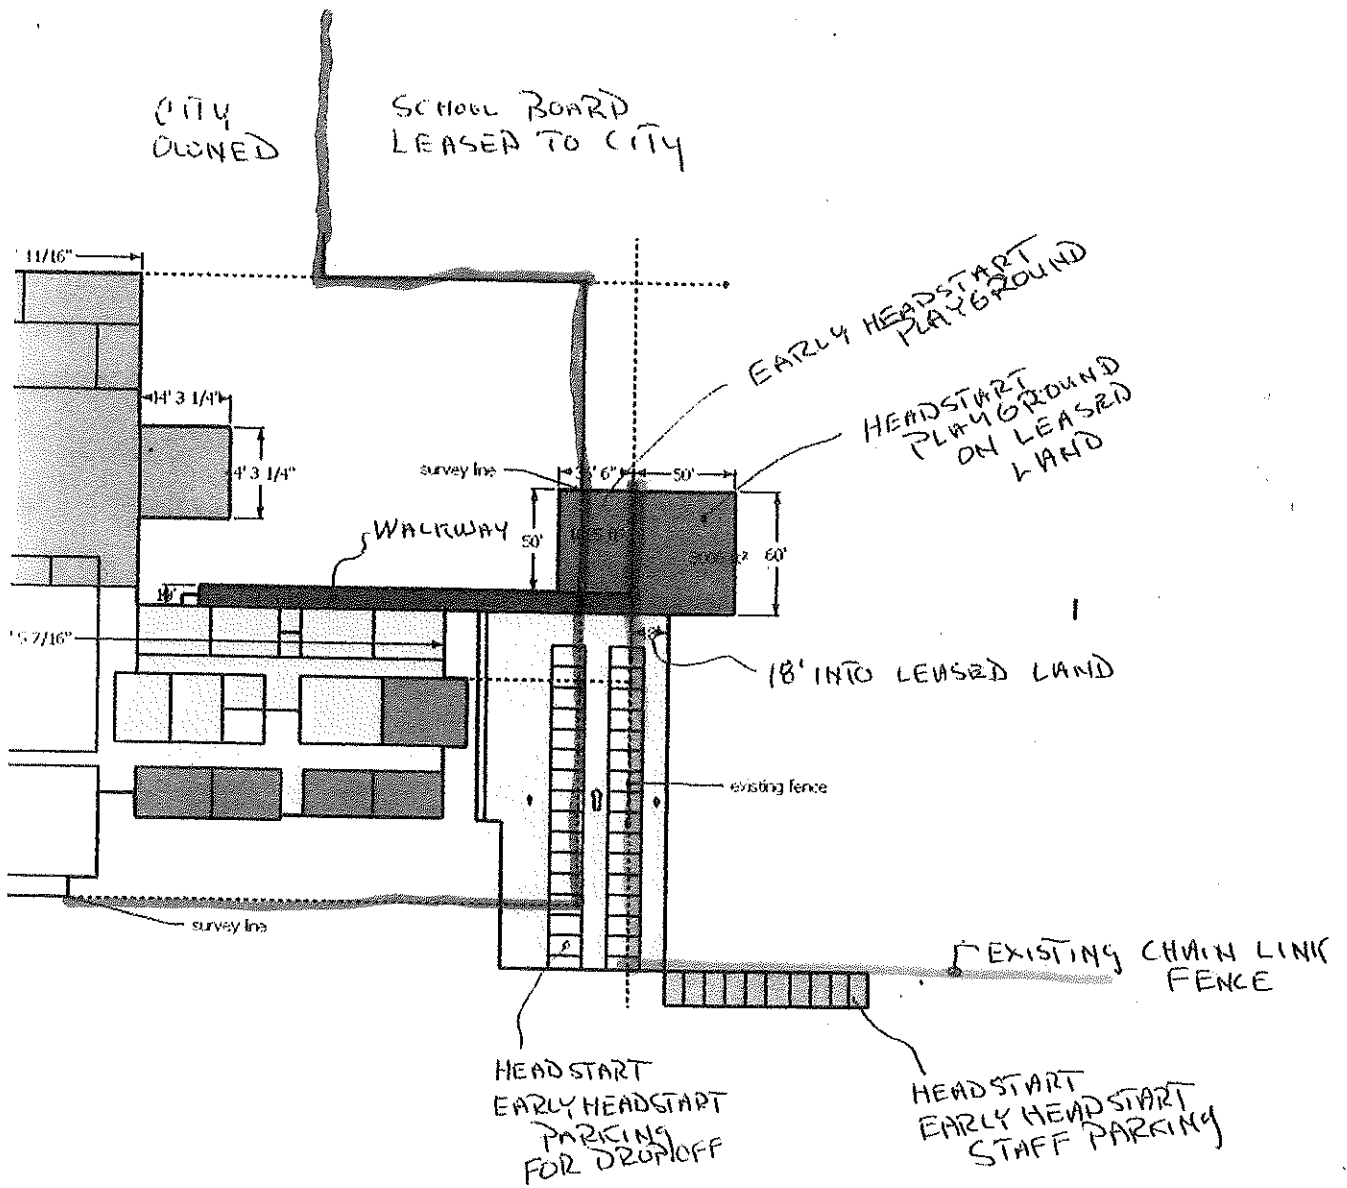 CITY
OWNED
SCHOOL BOARD
LEASED TO CITY
11/16"
EARLY HEADSTART
PLAYGROUND
HEADSTART
PLAYGROUND
ON LEASED
LAND
14' 3 1/4"
4' 3 1/4"
survey line
6"
50'
WALKWAY
50'
60'
10'
5 7/16"
18'
18' INTO LEASED LAND
existing fence
survey line
EXISTING CHAIN LINK
FENCE
HEADSTART
EARLY HEADSTART
PARKING
FOR DROPOFF
HEADSTART
EARLY HEADSTART
STAFF PARKING